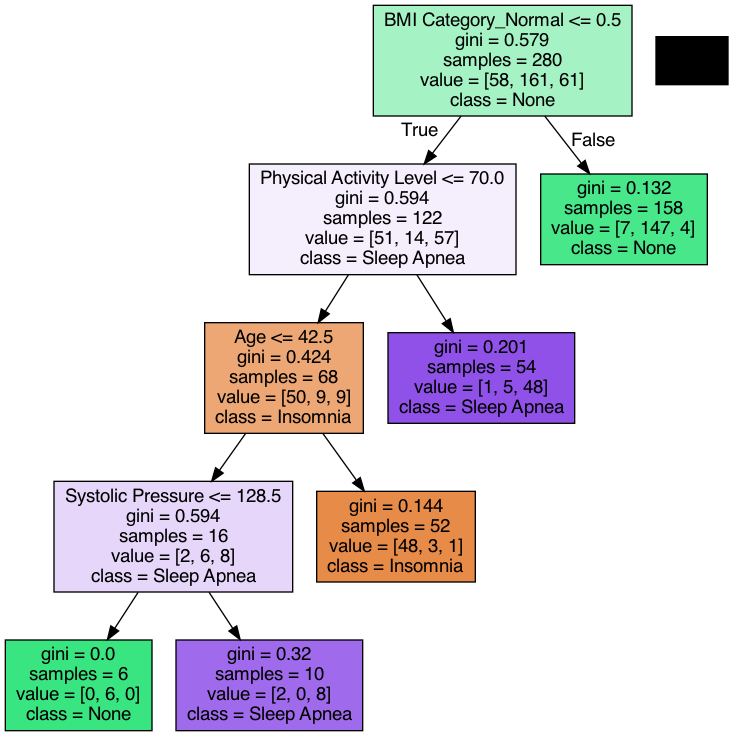 BMI Category_Normal <= 0.5
gini = 0.579
samples = 280
value = [58, 161, 61]
class = None
True
False
Physical Activity Level <= 70.0
gini = 0.594
samples = 122
value = [51, 14, 57]
class = Sleep Apnea
gini = 0.132
samples = 158
value = [7, 147, 4]
class = None
Age <= 42.5
gini = 0.424
samples = 68
value = [50, 9, 9]
class = Insomnia
gini = 0.201
samples = 54
value = [1, 5, 48]
class = Sleep Apnea
Systolic Pressure <= 128.5
gini = 0.594
samples = 16
value = [2, 6, 8]
class = Sleep Apnea
gini = 0.144
samples = 52
value = [48, 3, 1]
class = Insomnia
gini = 0.0
samples = 6
value = [0, 6, 0]
class = None
gini = 0.32
samples = 10
value = [2, 0, 8]
class = Sleep Apnea